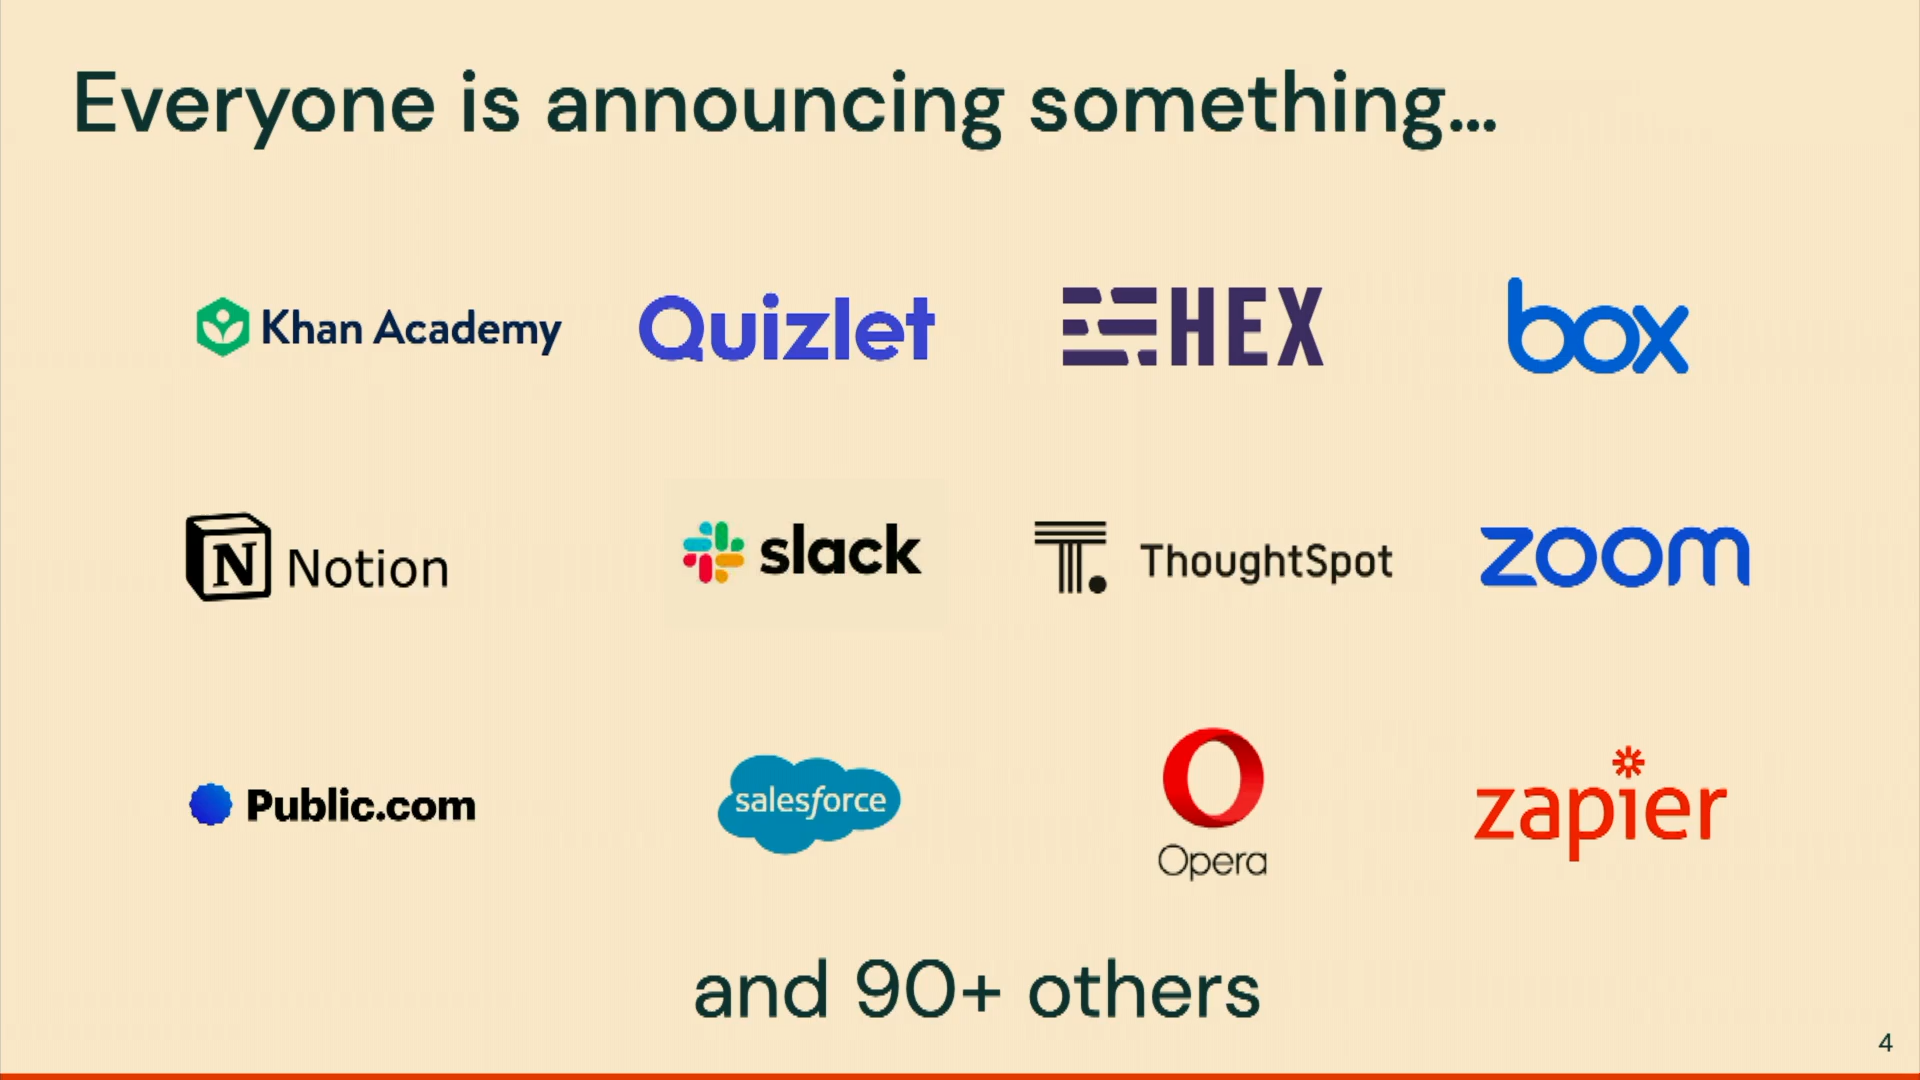 Everyone is announcing something...
Khan Academy
Quizlet
HEX
box
N Notion
slack
T. ThoughtSpot
zoom
Public.com
salesforce
Opera
zapier
and 90+ others
4